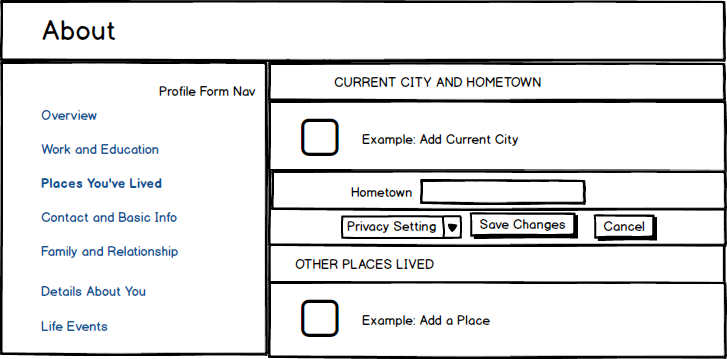 About
Profile Form Nav
Overview
Work and Education
Places You've Lived
Contact and Basic Info
Family and Relationship
Details About You
Life Events
CURRENT CITY AND HOMETOWN
Example: Add Current City
Hometown
Privacy Setting Save Changes Cancel
OTHER PLACES LIVED
Example: Add a Place